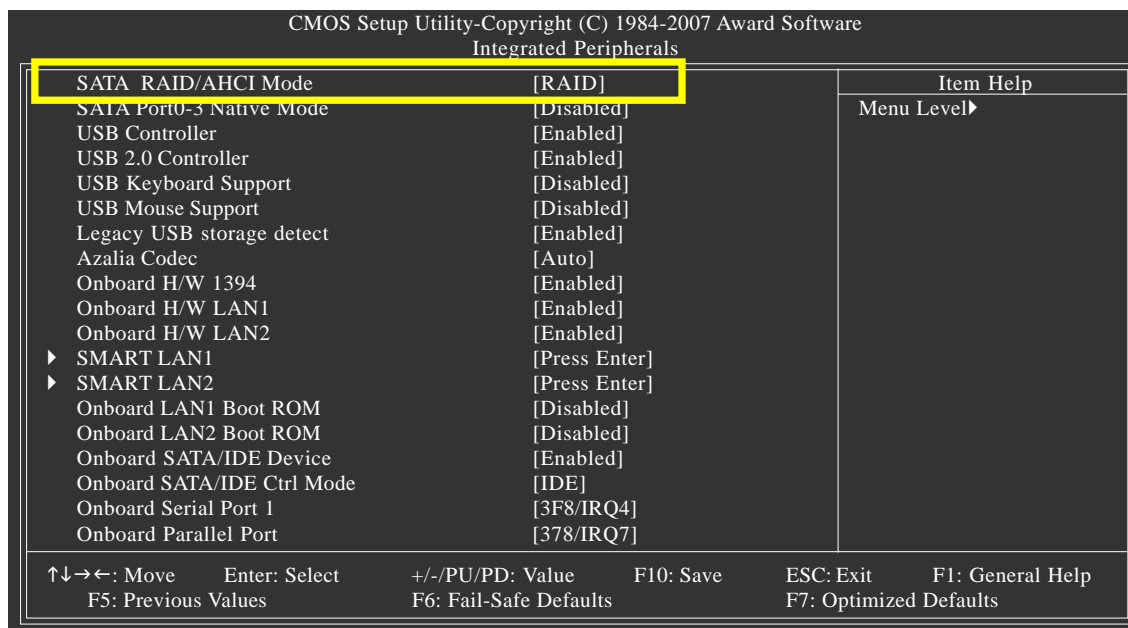 CMOS Setup Utility-Copyright (C) 1984-2007 Award Software
Integrated Peripherals
SATA RAID/AHCI Mode [RAID] Item Help
SATA Port0-3 Native Mode [Disabled] Menu Level▶
USB Controller [Enabled]
USB 2.0 Controller [Enabled]
USB Keyboard Support [Disabled]
USB Mouse Support [Disabled]
Legacy USB storage detect [Enabled]
Azalia Codec [Auto]
Onboard H/W 1394 [Enabled]
Onboard H/W LAN1 [Enabled]
Onboard H/W LAN2 [Enabled]
▶ SMART LAN1 [Press Enter]
▶ SMART LAN2 [Press Enter]
Onboard LAN1 Boot ROM [Disabled]
Onboard LAN2 Boot ROM [Disabled]
Onboard SATA/IDE Device [Enabled]
Onboard SATA/IDE Ctrl Mode [IDE]
Onboard Serial Port 1 [3F8/IRQ4]
Onboard Parallel Port [378/IRQ7]
↑↓→←: Move Enter: Select +/-/PU/PD: Value F10: Save ESC: Exit F1: General Help
F5: Previous Values F6: Fail-Safe Defaults F7: Optimized Defaults